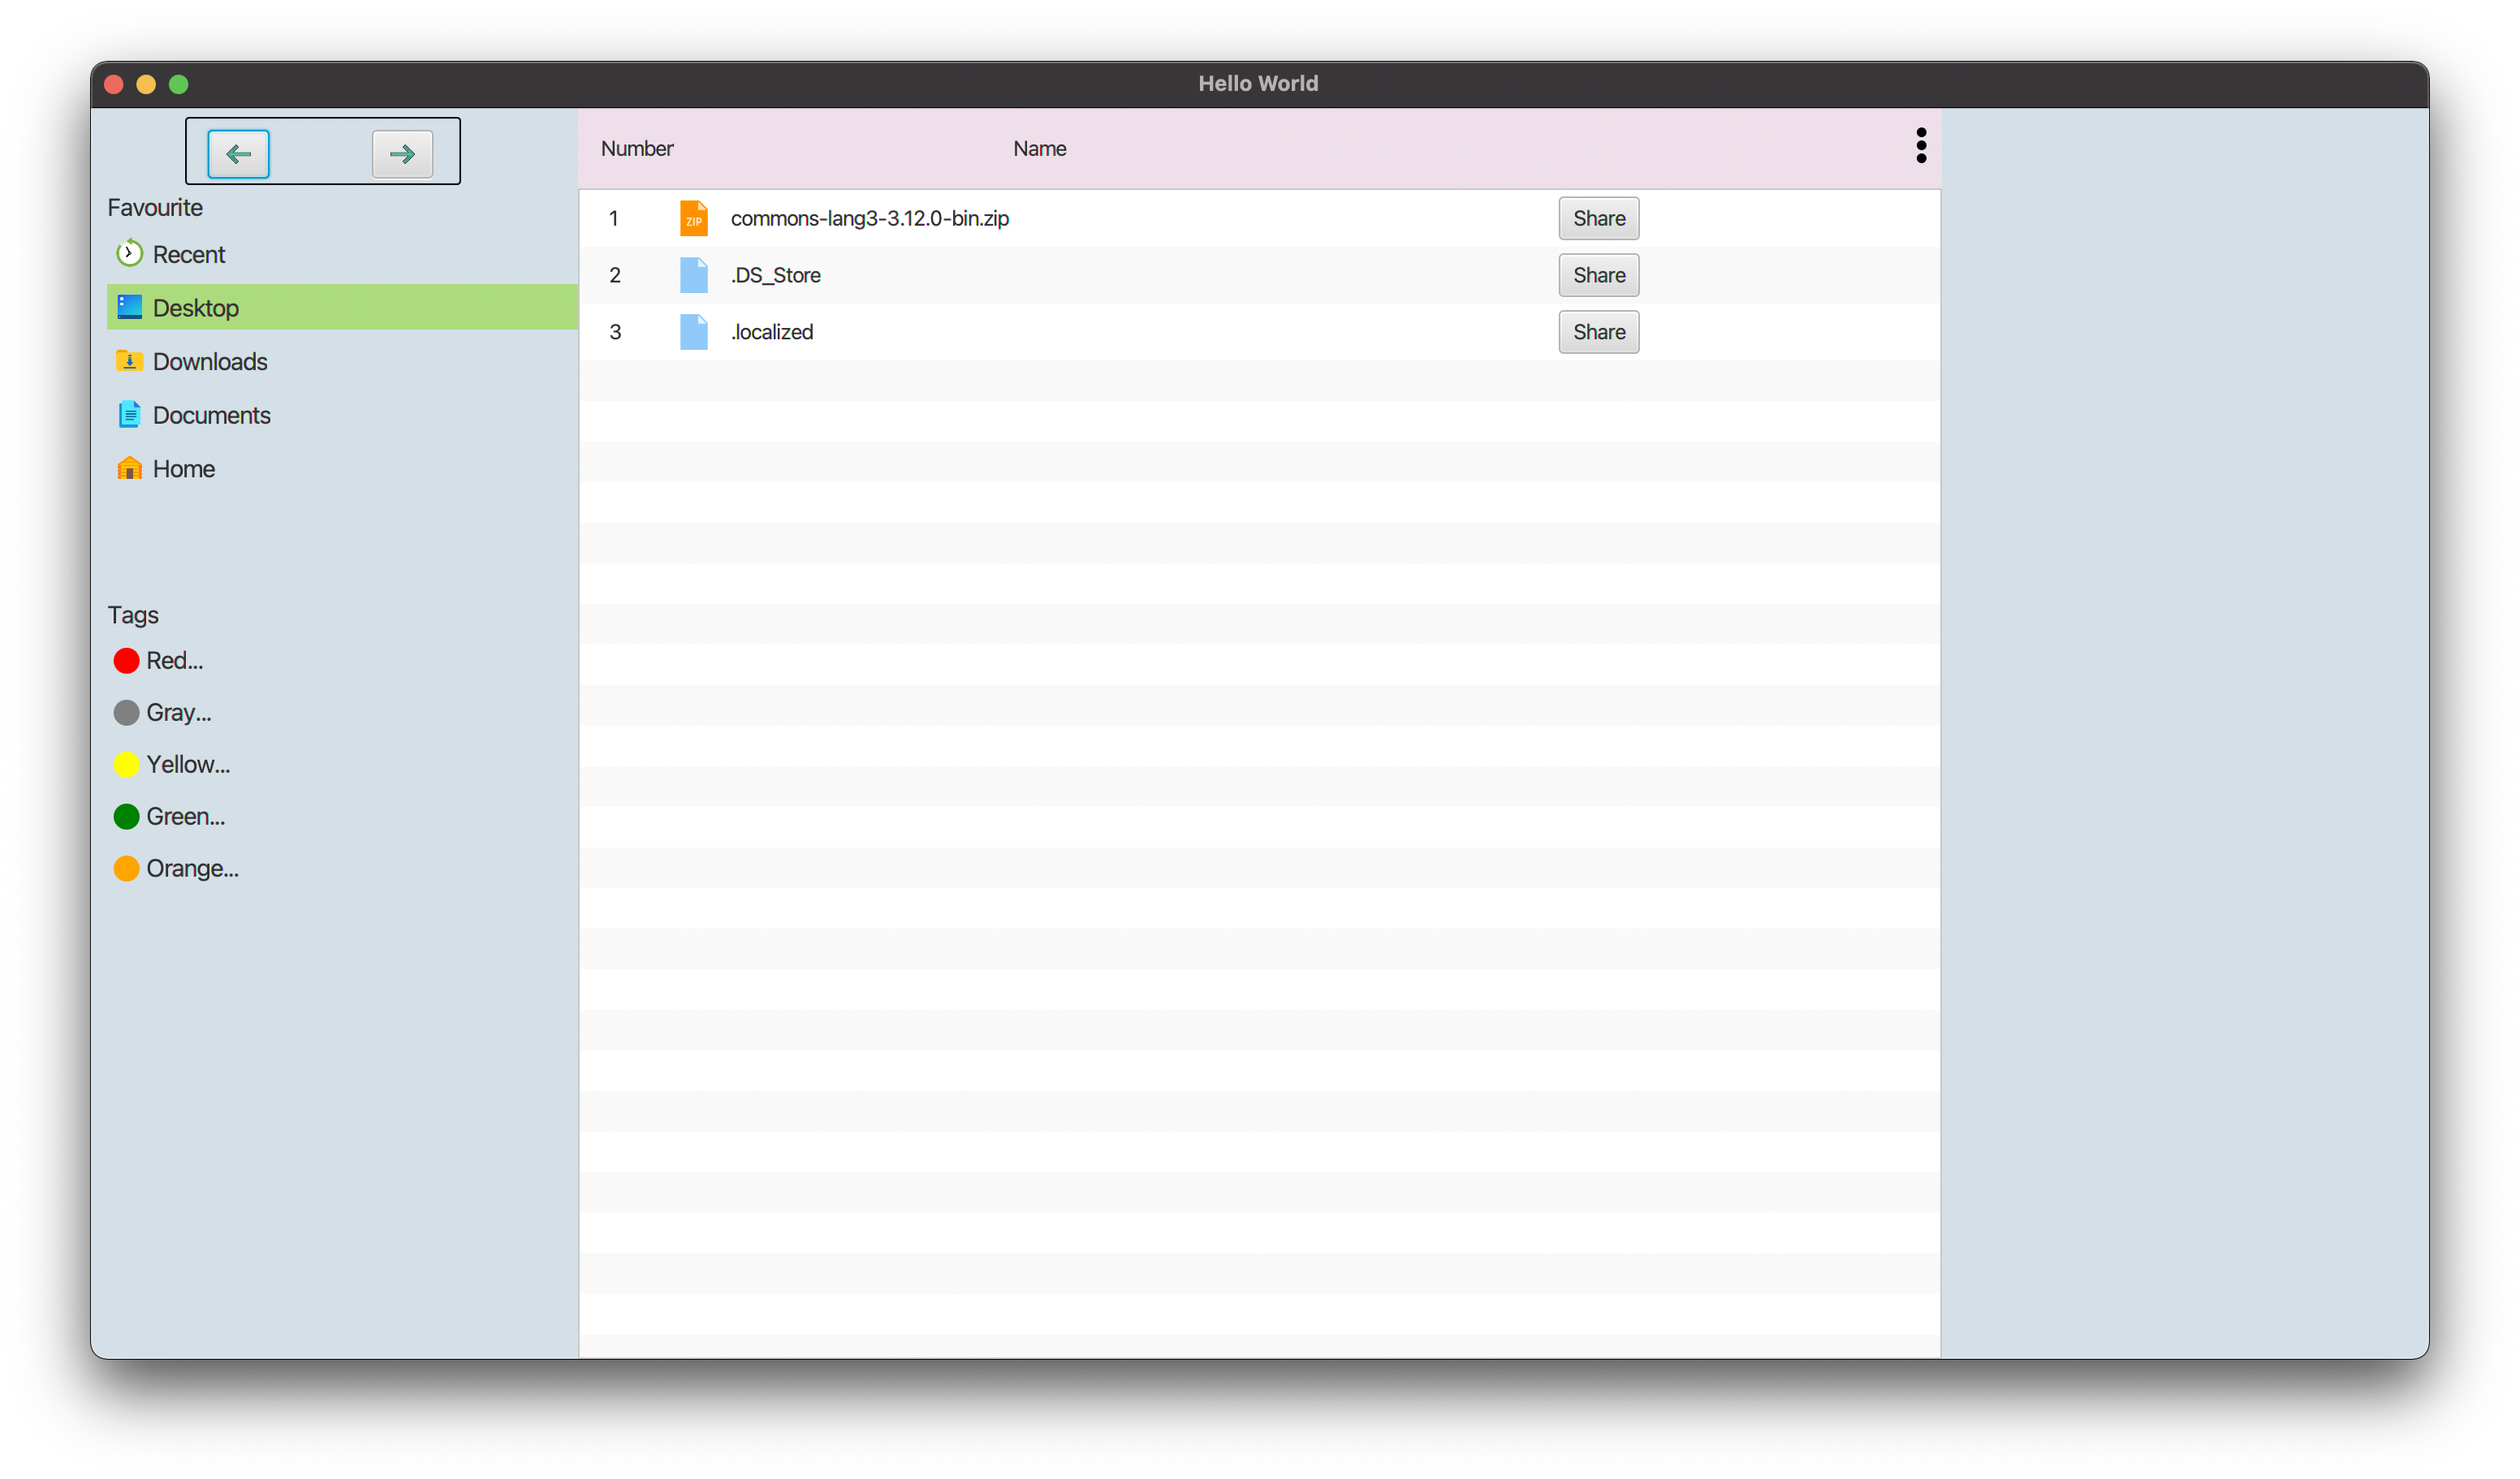 Hello World
Number Name
Favourite
Recent
Desktop
Downloads
Documents
Home
Tags
Red...
Gray...
Yellow...
Green...
Orange...
1 ZIP commons-lang3-3.12.0-bin.zip Share
2 .DS_Store Share
3 .localized Share